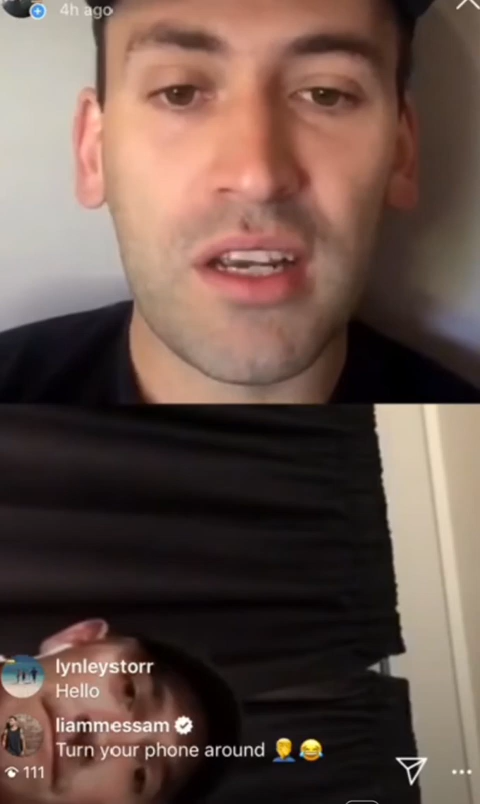 4h ago
lynleystorr
Hello
liammessam
Turn your phone around 🤦‍♂️😂
111